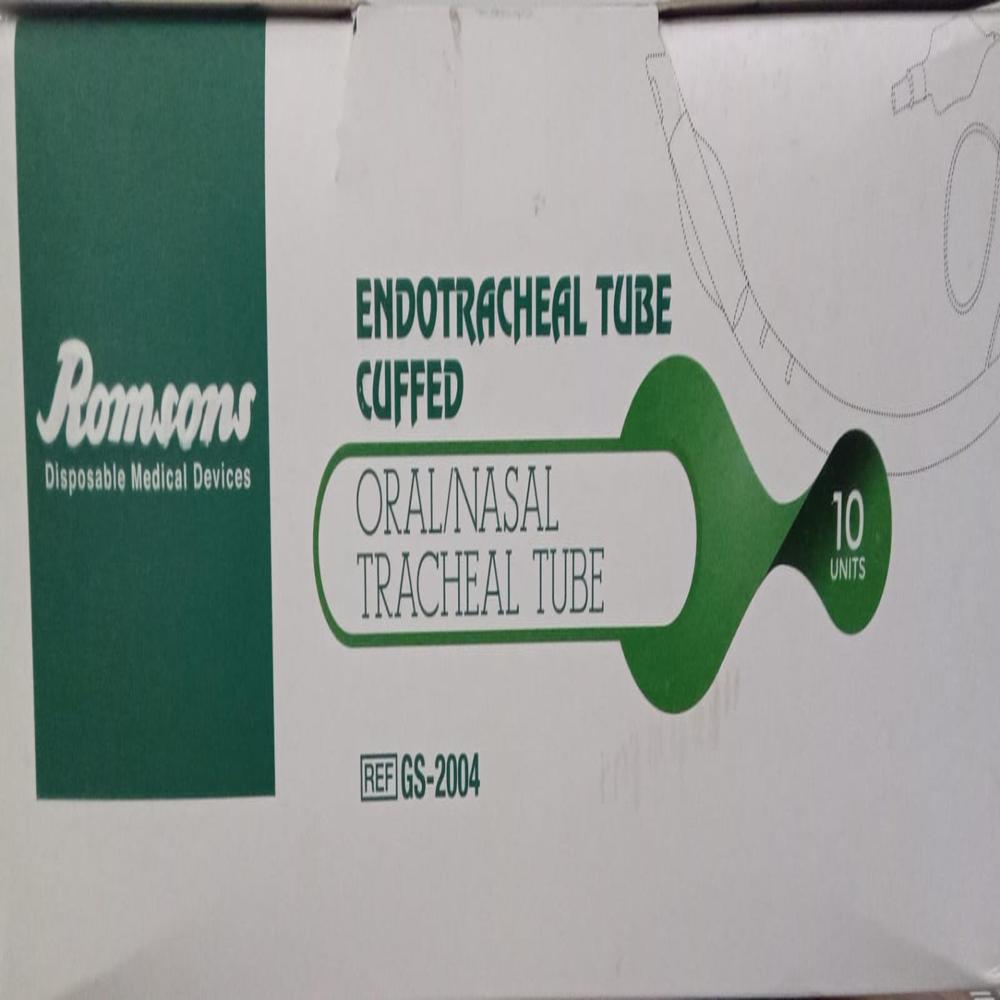 Romsons
Disposable Medical Devices
ENDOTRACHEAL TUBE
CUFFED
ORAL/NASAL
TRACHEAL TUBE
10
UNITS
REF GS-2004